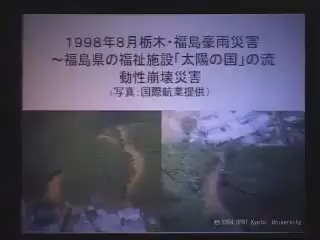 1998年8月栃木・福島豪雨災害
～福島県の福祉施設「太陽の国」の流
動性崩壊災害
(写真:国際航業提供)
DPRI Kyoto University